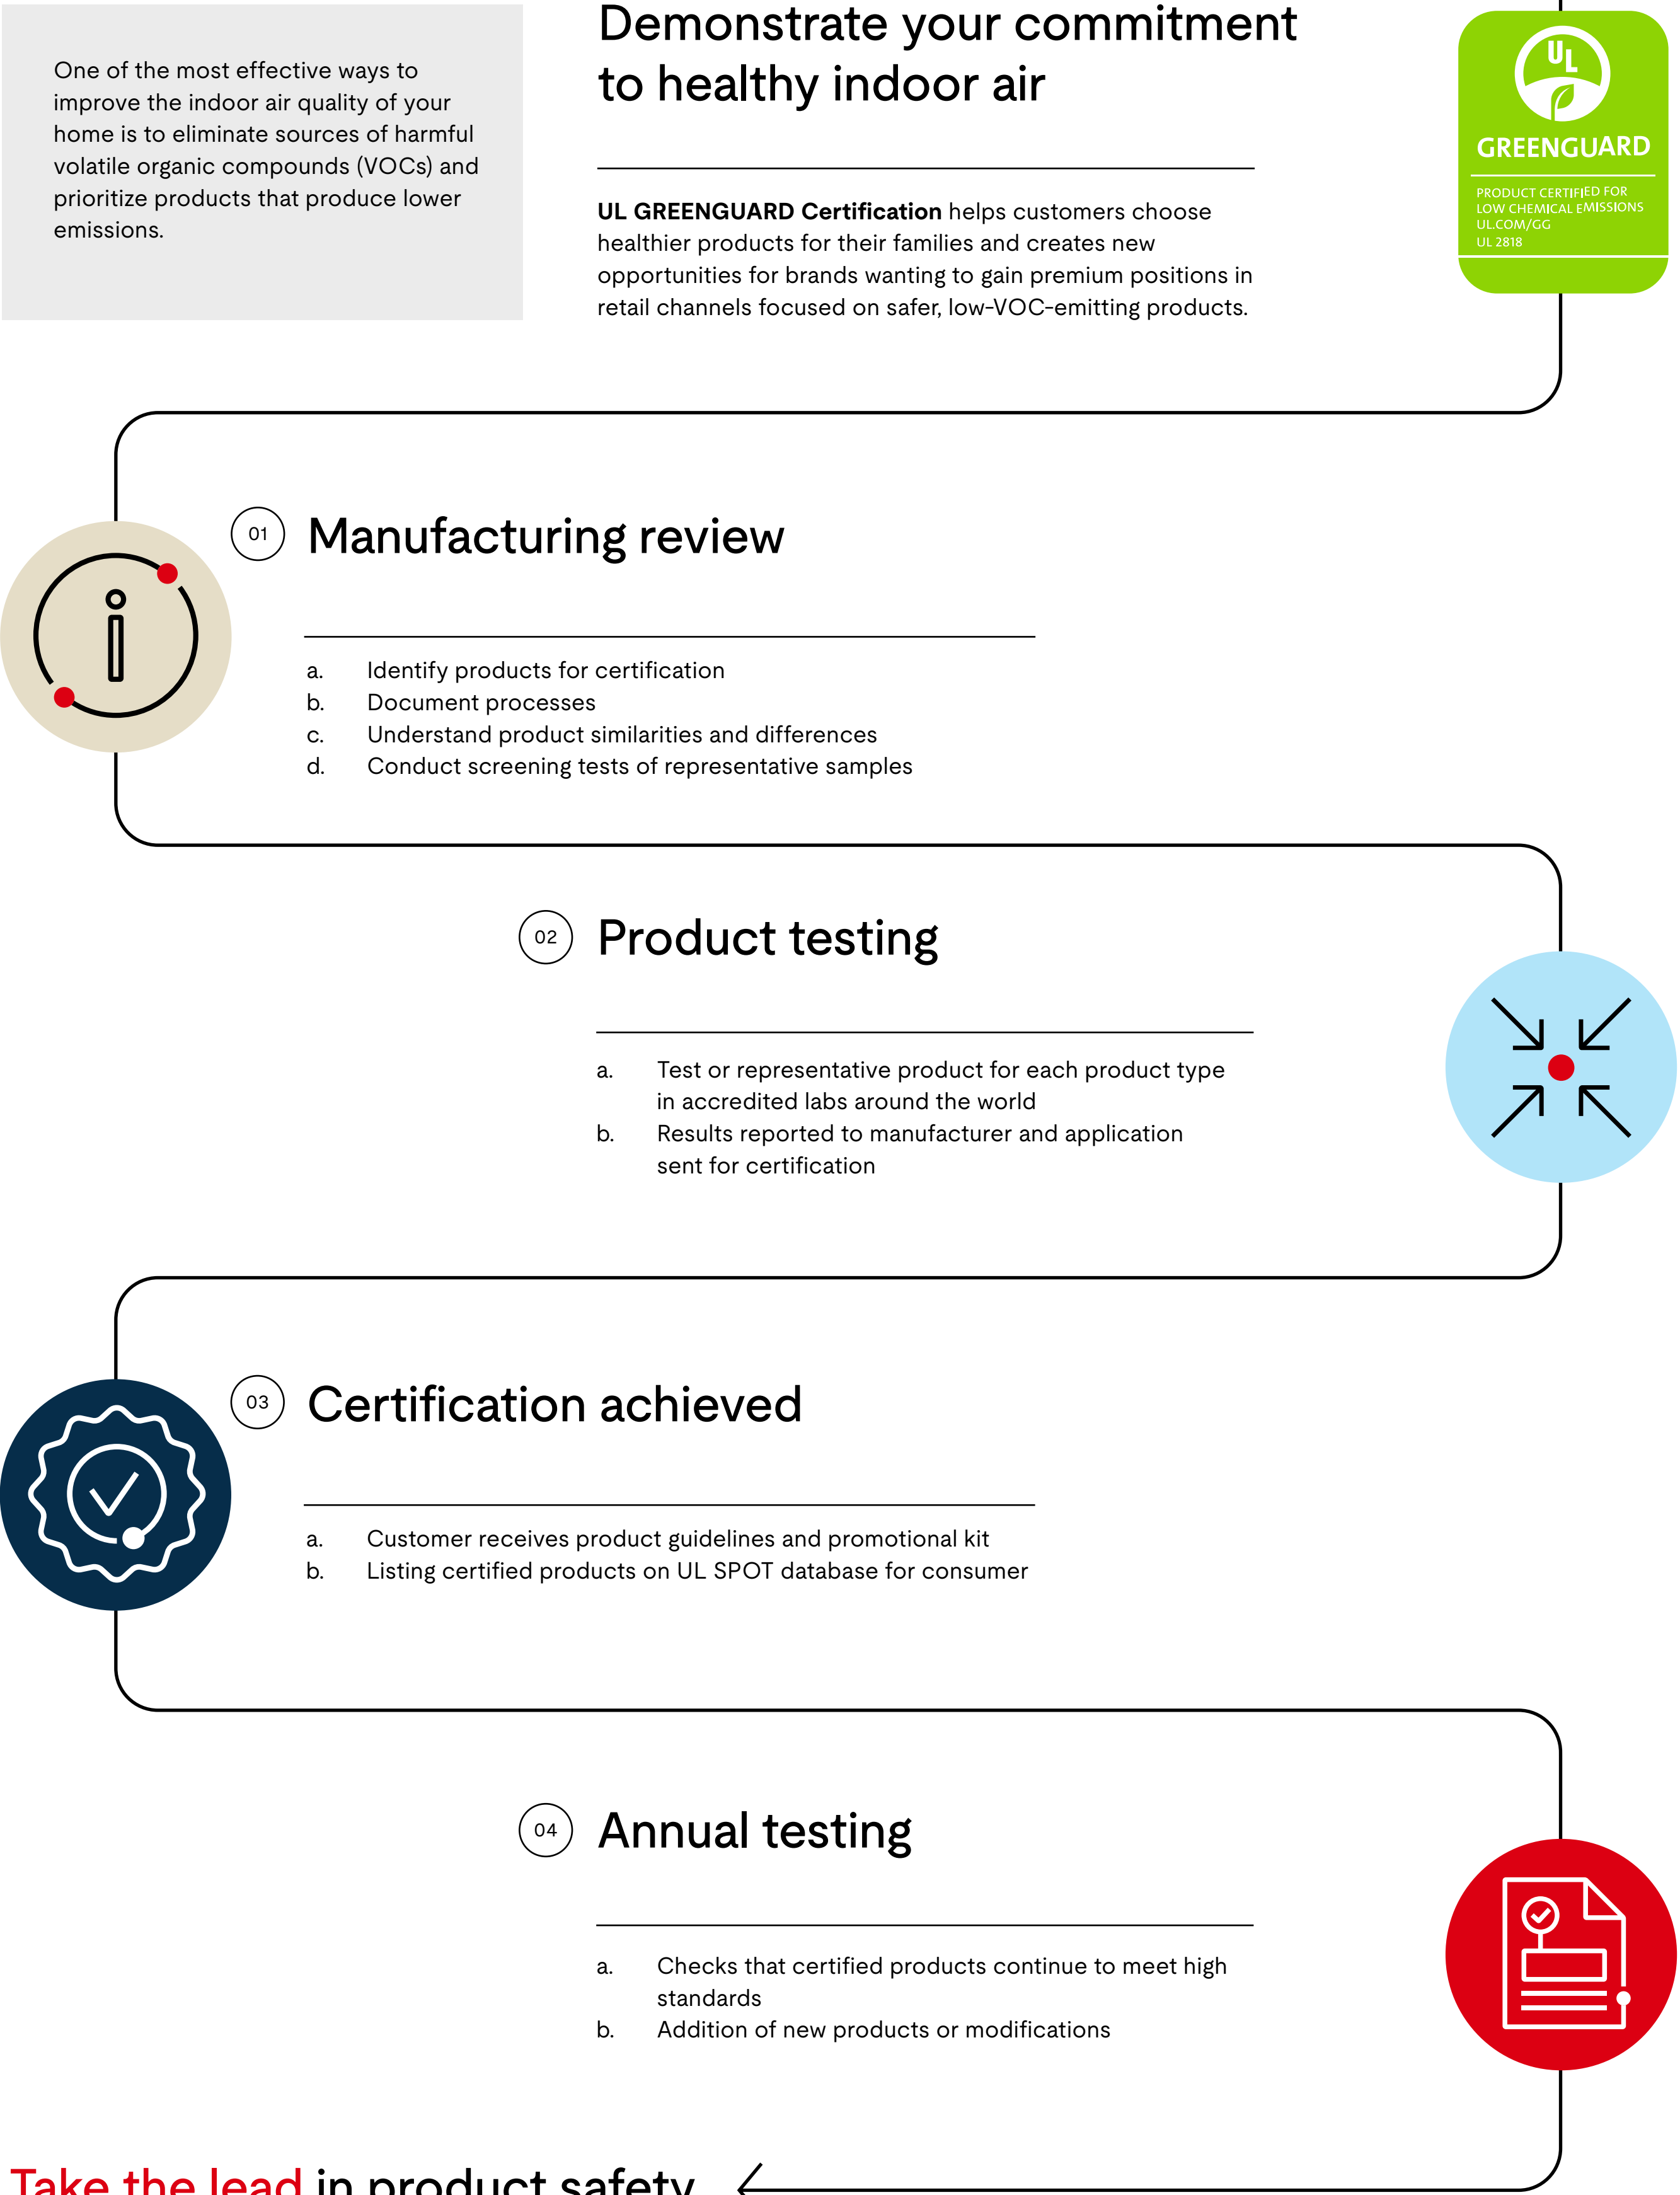 One of the most effective ways to
improve the indoor air quality of your
home is to eliminate sources of harmful
volatile organic compounds (VOCs) and
prioritize products that produce lower
emissions.
Demonstrate your commitment
to healthy indoor air
UL GREENGUARD Certification helps customers choose
healthier products for their families and creates new
opportunities for brands wanting to gain premium positions in
retail channels focused on safer, low-VOC-emitting products.
UL
GREENGUARD
PRODUCT CERTIFIED FOR
LOW CHEMICAL EMISSIONS
UL.COM/GG
UL 2818
01 Manufacturing review
a. Identify products for certification
b. Document processes
c. Understand product similarities and differences
d. Conduct screening tests of representative samples
02 Product testing
a. Test or representative product for each product type
in accredited labs around the world
b. Results reported to manufacturer and application
sent for certification
03 Certification achieved
a. Customer receives product guidelines and promotional kit
b. Listing certified products on UL SPOT database for consumer
04 Annual testing
a. Checks that certified products continue to meet high
standards
b. Addition of new products or modifications
Take the lead in product safety